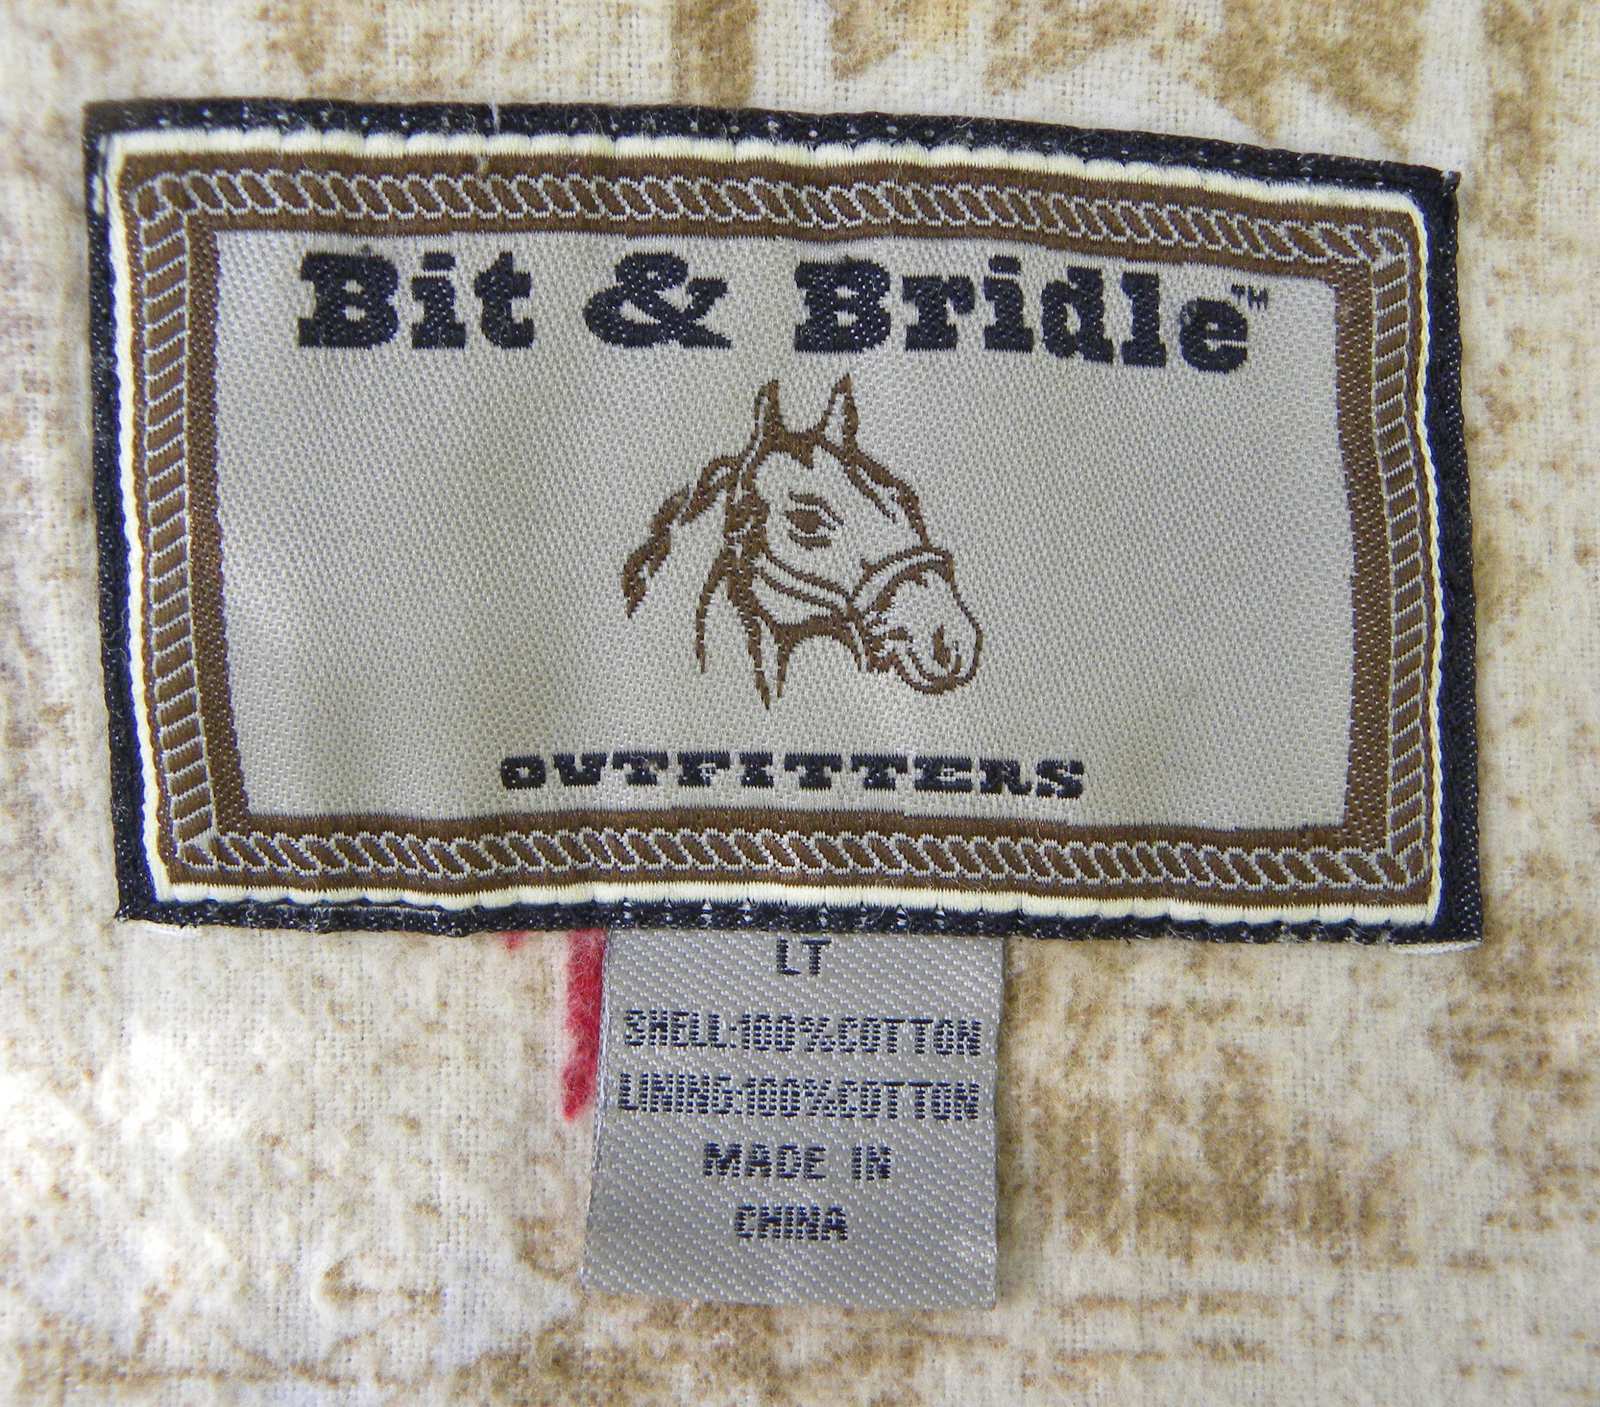 Bit & Bridle™
OUTFITTERS
LT
SHELL:100%COTTON
LINING:100%COTTON
MADE IN
CHINA